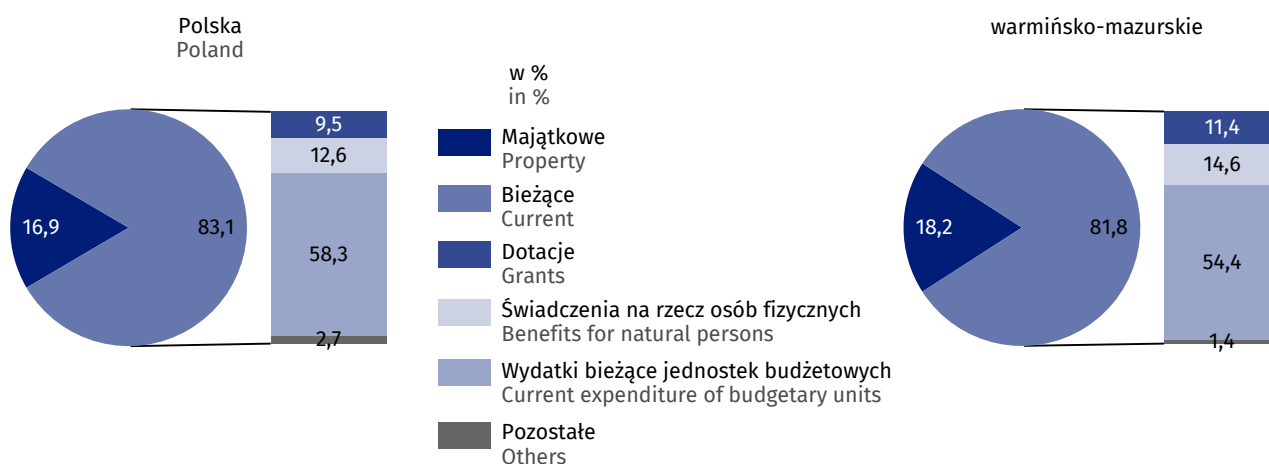 Polska
Poland
16,9
83,1
9,5
12,6
58,3
2,7
w %
in %
Majątkowe
Property
Bieżące
Current
Dotacje
Grants
Świadczenia na rzecz osób fizycznych
Benefits for natural persons
Wydatki bieżące jednostek budżetowych
Current expenditure of budgetary units
Pozostałe
Others
warmińsko-mazurskie
18,2
81,8
11,4
14,6
54,4
1,4